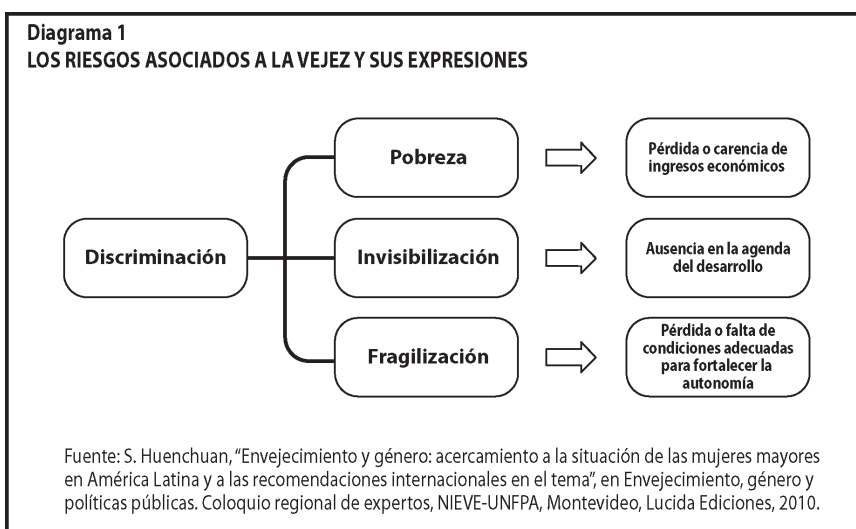 Diagrama 1
LOS RIESGOS ASOCIADOS A LA VEJEZ Y SUS EXPRESIONES
Discriminación
Pobreza
Pérdida o carencia de
ingresos económicos
Invisibilización
Ausencia en la agenda
del desarrollo
Fragilización
Pérdida o falta de
condiciones adecuadas
para fortalecer la
autonomía
Fuente: S. Huenchuan, “Envejecimiento y género: acercamiento a la situación de las mujeres mayores
en América Latina y a las recomendaciones internacionales en el tema”, en Envejecimiento, género y
políticas públicas. Coloquio regional de expertos, NIEVE-UNFPA, Montevideo, Lucida Ediciones, 2010.